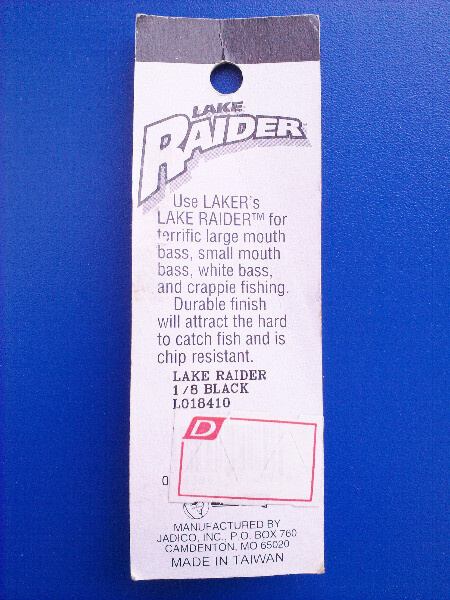 LAKE
RAIDER™
Use LAKER's
LAKE RAIDER™ for
terrific large mouth
bass, small mouth
bass, white bass,
and crappie fishing.
Durable finish
will attract the hard
to catch fish and is
chip resistant.
LAKE RAIDER
1/8 BLACK
L018410
D
0
MANUFACTURED BY
JADICO, INC., P.O. BOX 760
CAMDENTON, MO 65020
MADE IN TAIWAN